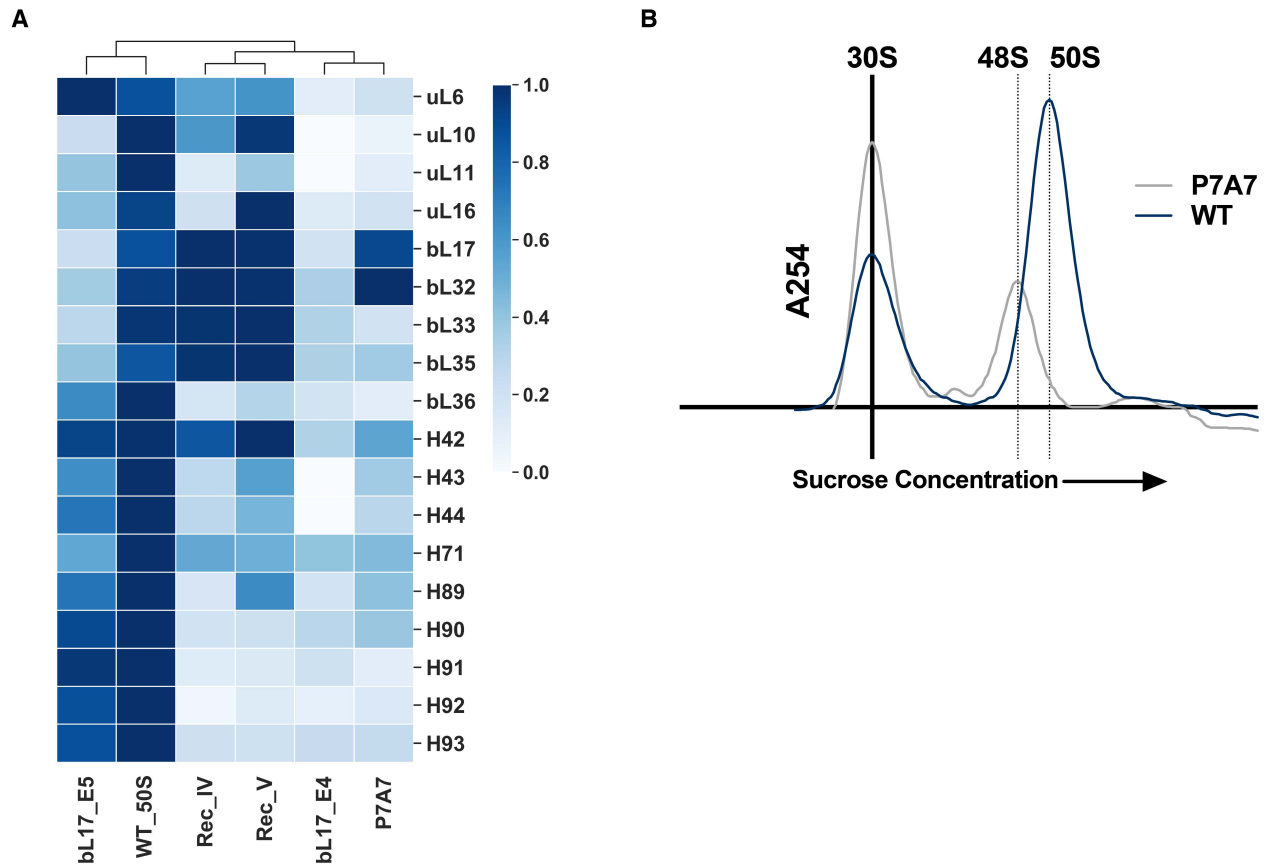 A
uL6
uL10
uL11
uL16
bL17
bL32
bL33
bL35
bL36
H42
H43
H44
H71
H89
H90
H91
H92
H93
1.0
0.8
0.6
0.4
0.2
0.0
bL17_E5
WT_50S
Rec_IV
Rec_V
bL17_E4
P7A7
B
30S
48S
50S
A254
P7A7
WT
Sucrose Concentration